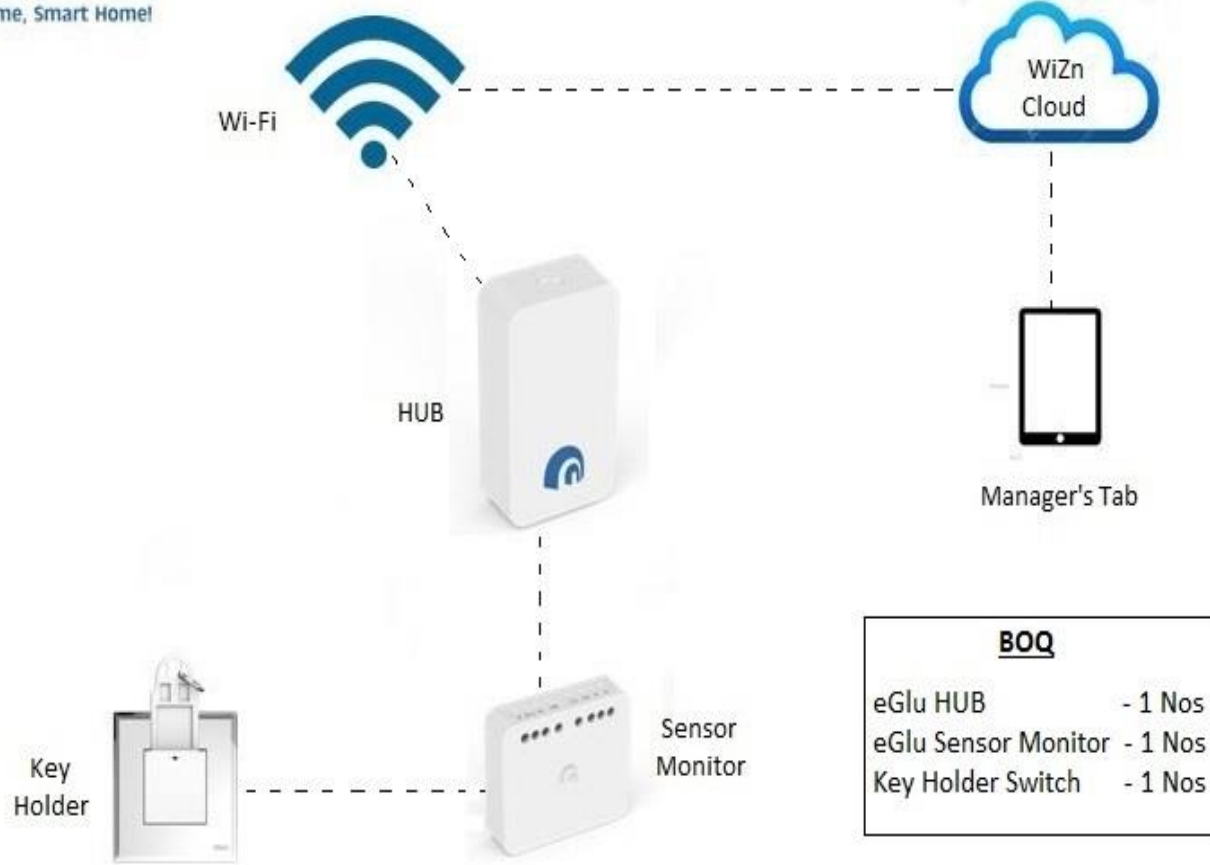 me, Smart Home!
WiZn
Cloud
Wi-Fi
HUB
Manager's Tab
BOQ
eGlu HUB - 1 Nos
eGlu Sensor Monitor - 1 Nos
Key Holder Switch - 1 Nos
Sensor
Monitor
Key
Holder